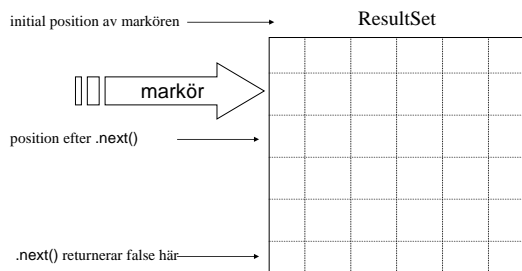 initial position av markören
ResultSet
markör
position efter .next()
.next() returnerar false här